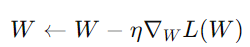 W ← W − η∇_W L(W)